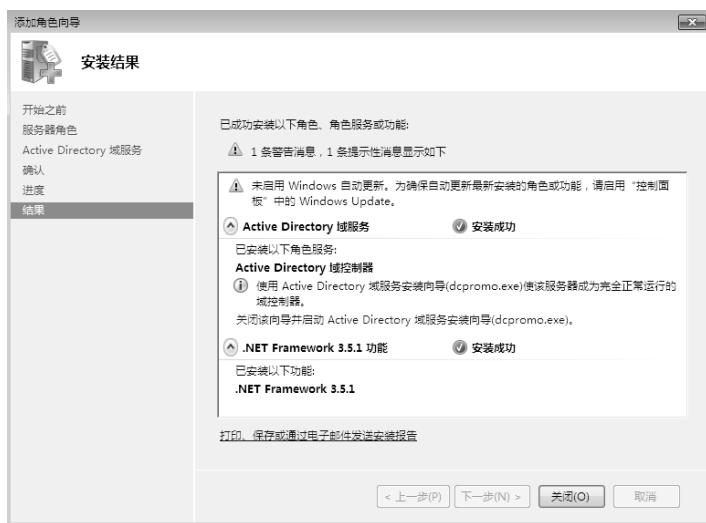 添加角色向导
安装结果
开始之前
服务器角色
Active Directory 域服务
确认
进度
结果
已成功安装以下角色、角色服务或功能:
1 条警告消息，1 条提示性消息显示如下
未启用 Windows 自动更新。为确保自动更新最新安装的角色或功能，请启用“控制面
板”中的 Windows Update。
Active Directory 域服务 安装成功
已安装以下角色服务:
Active Directory 域控制器
使用 Active Directory 域服务安装向导(dcpromo.exe)使该服务器成为完全正常运行的
域控制器。
关闭该向导并启动 Active Directory 域服务安装向导(dcpromo.exe)。
.NET Framework 3.5.1 功能 安装成功
已安装以下功能:
.NET Framework 3.5.1
打印、保存或通过电子邮件发送安装报告
< 上一步(P) 下一步(N) > 关闭(O) 取消